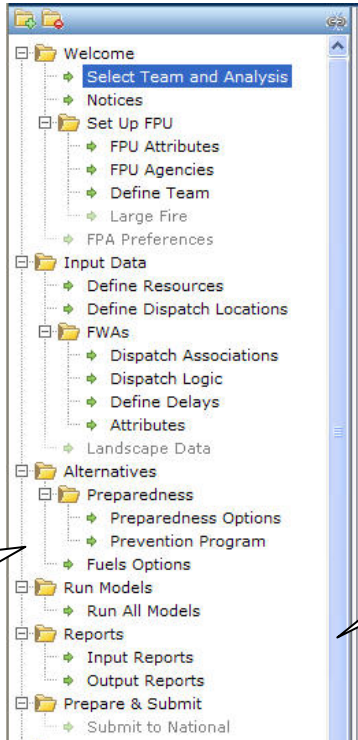 Welcome
Select Team and Analysis
Notices
Set Up FPU
FPU Attributes
FPU Agencies
Define Team
Large Fire
FPA Preferences
Input Data
Define Resources
Define Dispatch Locations
FWAs
Dispatch Associations
Dispatch Logic
Define Delays
Attributes
Landscape Data
Alternatives
Preparedness
Preparedness Options
Prevention Program
Fuels Options
Run Models
Run All Models
Reports
Input Reports
Output Reports
Prepare & Submit
Submit to National